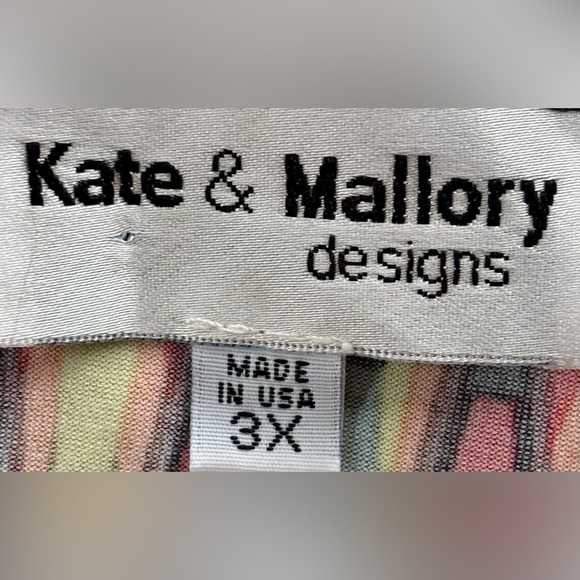 Kate & Mallory
designs
MADE
IN USA
3X